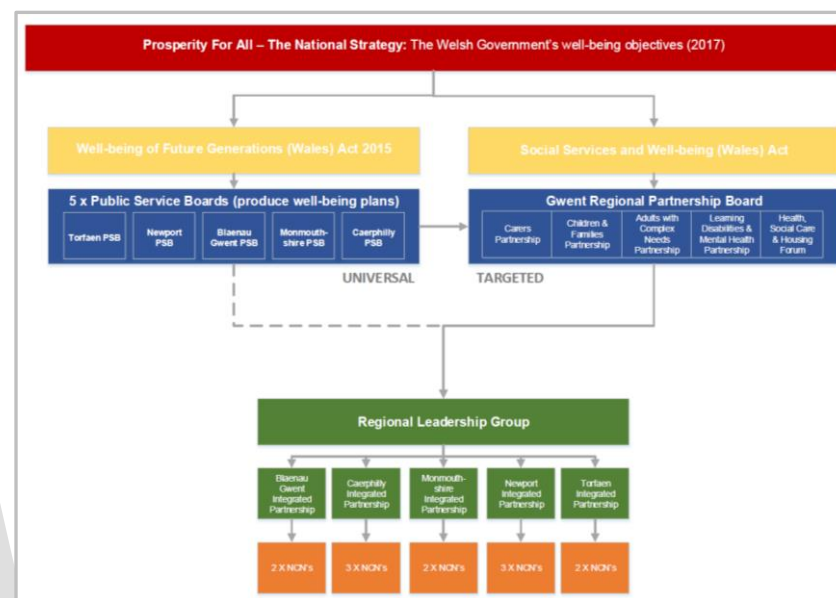 Prosperity For All – The National Strategy: The Welsh Government's well-being objectives (2017)
Well-being of Future Generations (Wales) Act 2015
Social Services and Well-being (Wales) Act
5 x Public Service Boards (produce well-being plans)
Torfaen PSB
Newport
PSB
Blaenau
Gwent PSB
Monmouth-
shire PSB
Caerphilly
PSB
Gwent Regional Partnership Board
Carers
Partnership
Children &
Families
Partnership
Adults with
Complex
Needs
Partnership
Learning
Disabilities &
Mental Health
Partnership
Health,
Social Care
& Housing
Forum
UNIVERSAL
TARGETED
Regional Leadership Group
Blaenau
Gwent
Integrated
Partnership
Caerphilly
Integrated
Partnership
Monmouth-
shire
Integrated
Partnership
Newport
Integrated
Partnership
Torfaen
Integrated
Partnership
2 X NCN's
3 X NCN's
2 X NCN's
3 X NCN's
2 X NCN's